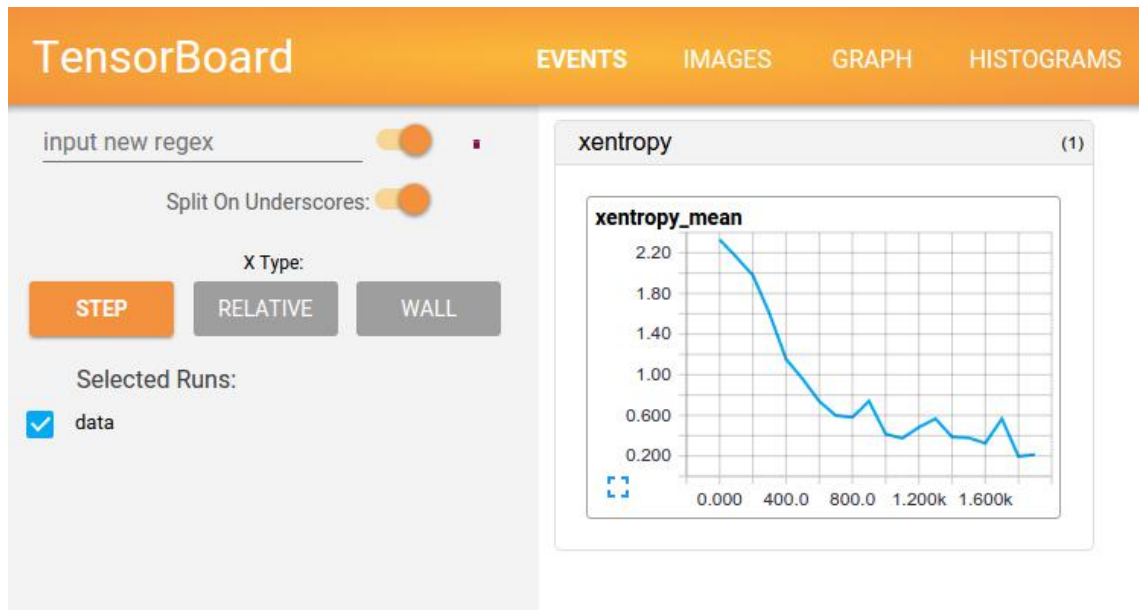 TensorBoard
EVENTS IMAGES GRAPH HISTOGRAMS
input new regex
Split On Underscores:
X Type:
STEP RELATIVE WALL
Selected Runs:
data
xentropy (1)
xentropy_mean
2.20
1.80
1.40
1.00
0.600
0.200
0.000 400.0 800.0 1.200k 1.600k